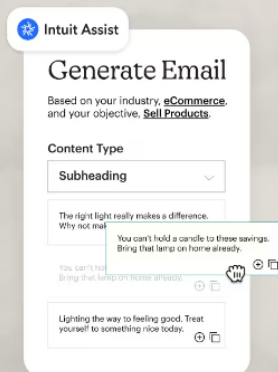 Intuit Assist
Generate Email
Based on your industry, eCommerce,
and your objective, Sell Products.
Content Type
Subheading
The right light really makes a difference.
Why not
You can't hold a candle to these savings.
Bring that lamp on home already.
You can't
Bring that lamp on home already.
Lighting the way to feeling good. Treat
yourself to something nice today.